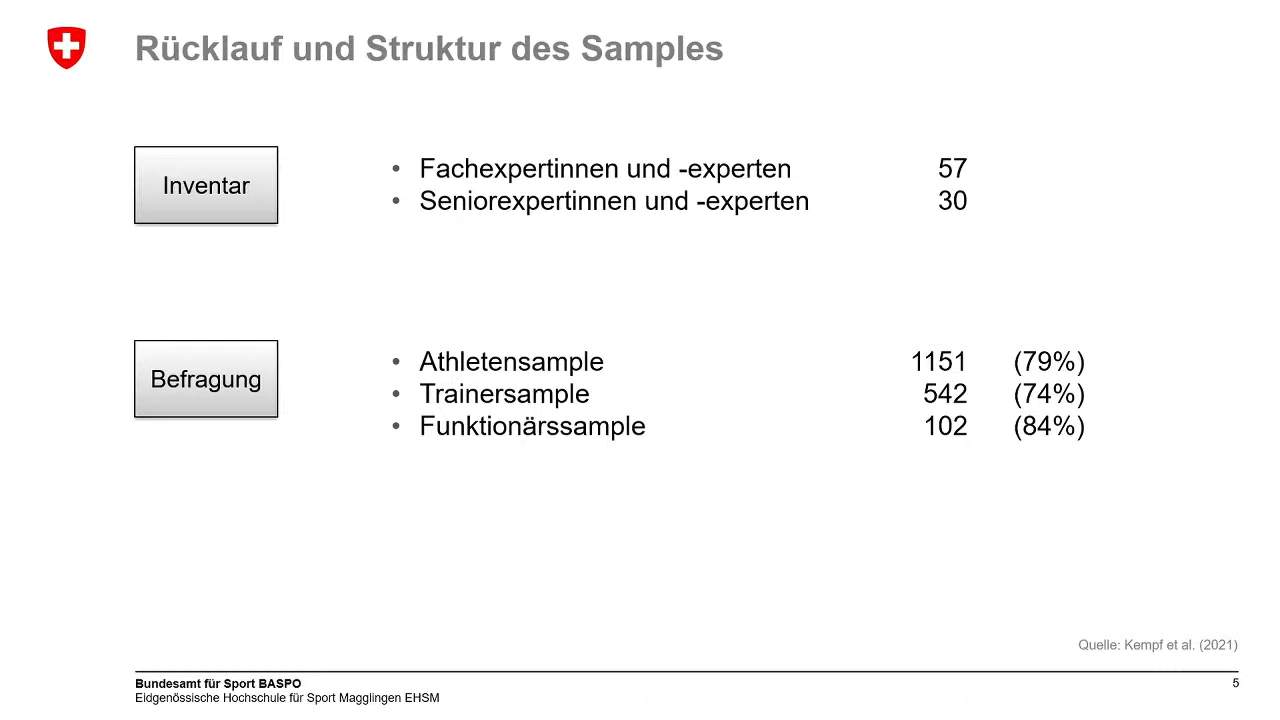 Rücklauf und Struktur des Samples
Inventar
• Fachexpertinnen und -experten 57
• Seniorexpertinnen und -experten 30
Befragung
• Athletensample 1151 (79%)
• Trainersample 542 (74%)
• Funktionärssample 102 (84%)
Quelle: Kempf et al. (2021)
Bundesamt für Sport BASPO 5
Eidgenössische Hochschule für Sport Magglingen EHSM